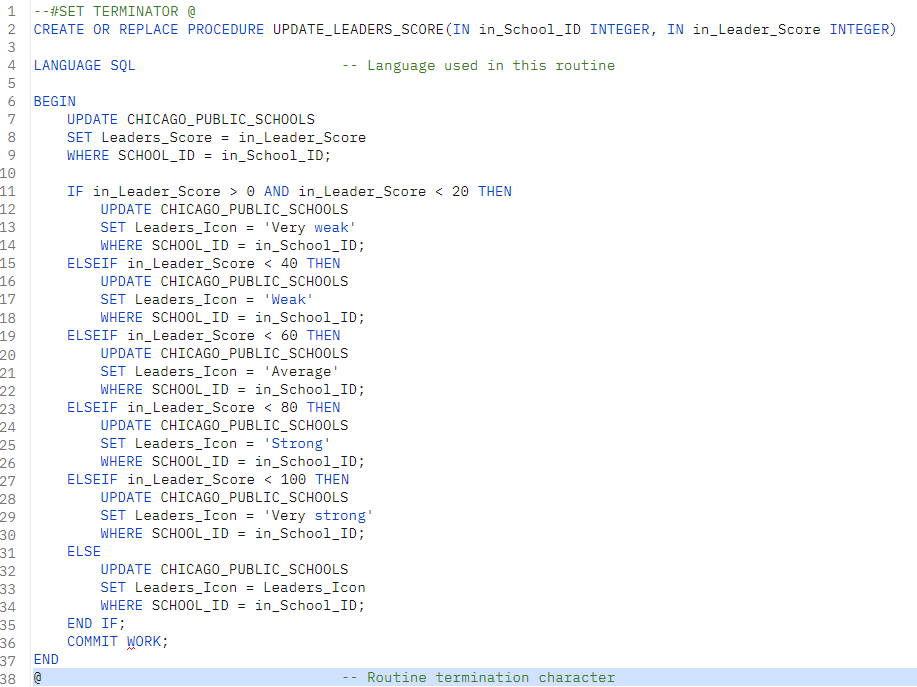 1 --#SET TERMINATOR @
2 CREATE OR REPLACE PROCEDURE UPDATE_LEADERS_SCORE(IN in_School_ID INTEGER, IN in_Leader_Score INTEGER)
3
4 LANGUAGE SQL -- Language used in this routine
5
6 BEGIN
7 UPDATE CHICAGO_PUBLIC_SCHOOLS
8 SET Leaders_Score = in_Leader_Score
9 WHERE SCHOOL_ID = in_School_ID;
10
11 IF in_Leader_Score > 0 AND in_Leader_Score < 20 THEN
12 UPDATE CHICAGO_PUBLIC_SCHOOLS
13 SET Leaders_Icon = 'Very weak'
14 WHERE SCHOOL_ID = in_School_ID;
15 ELSEIF in_Leader_Score < 40 THEN
16 UPDATE CHICAGO_PUBLIC_SCHOOLS
17 SET Leaders_Icon = 'Weak'
18 WHERE SCHOOL_ID = in_School_ID;
19 ELSEIF in_Leader_Score < 60 THEN
20 UPDATE CHICAGO_PUBLIC_SCHOOLS
21 SET Leaders_Icon = 'Average'
22 WHERE SCHOOL_ID = in_School_ID;
23 ELSEIF in_Leader_Score < 80 THEN
24 UPDATE CHICAGO_PUBLIC_SCHOOLS
25 SET Leaders_Icon = 'Strong'
26 WHERE SCHOOL_ID = in_School_ID;
27 ELSEIF in_Leader_Score < 100 THEN
28 UPDATE CHICAGO_PUBLIC_SCHOOLS
29 SET Leaders_Icon = 'Very strong'
30 WHERE SCHOOL_ID = in_School_ID;
31 ELSE
32 UPDATE CHICAGO_PUBLIC_SCHOOLS
33 SET Leaders_Icon = Leaders_Icon
34 WHERE SCHOOL_ID = in_School_ID;
35 END IF;
36 COMMIT WORK;
37 END
38 @ -- Routine termination character